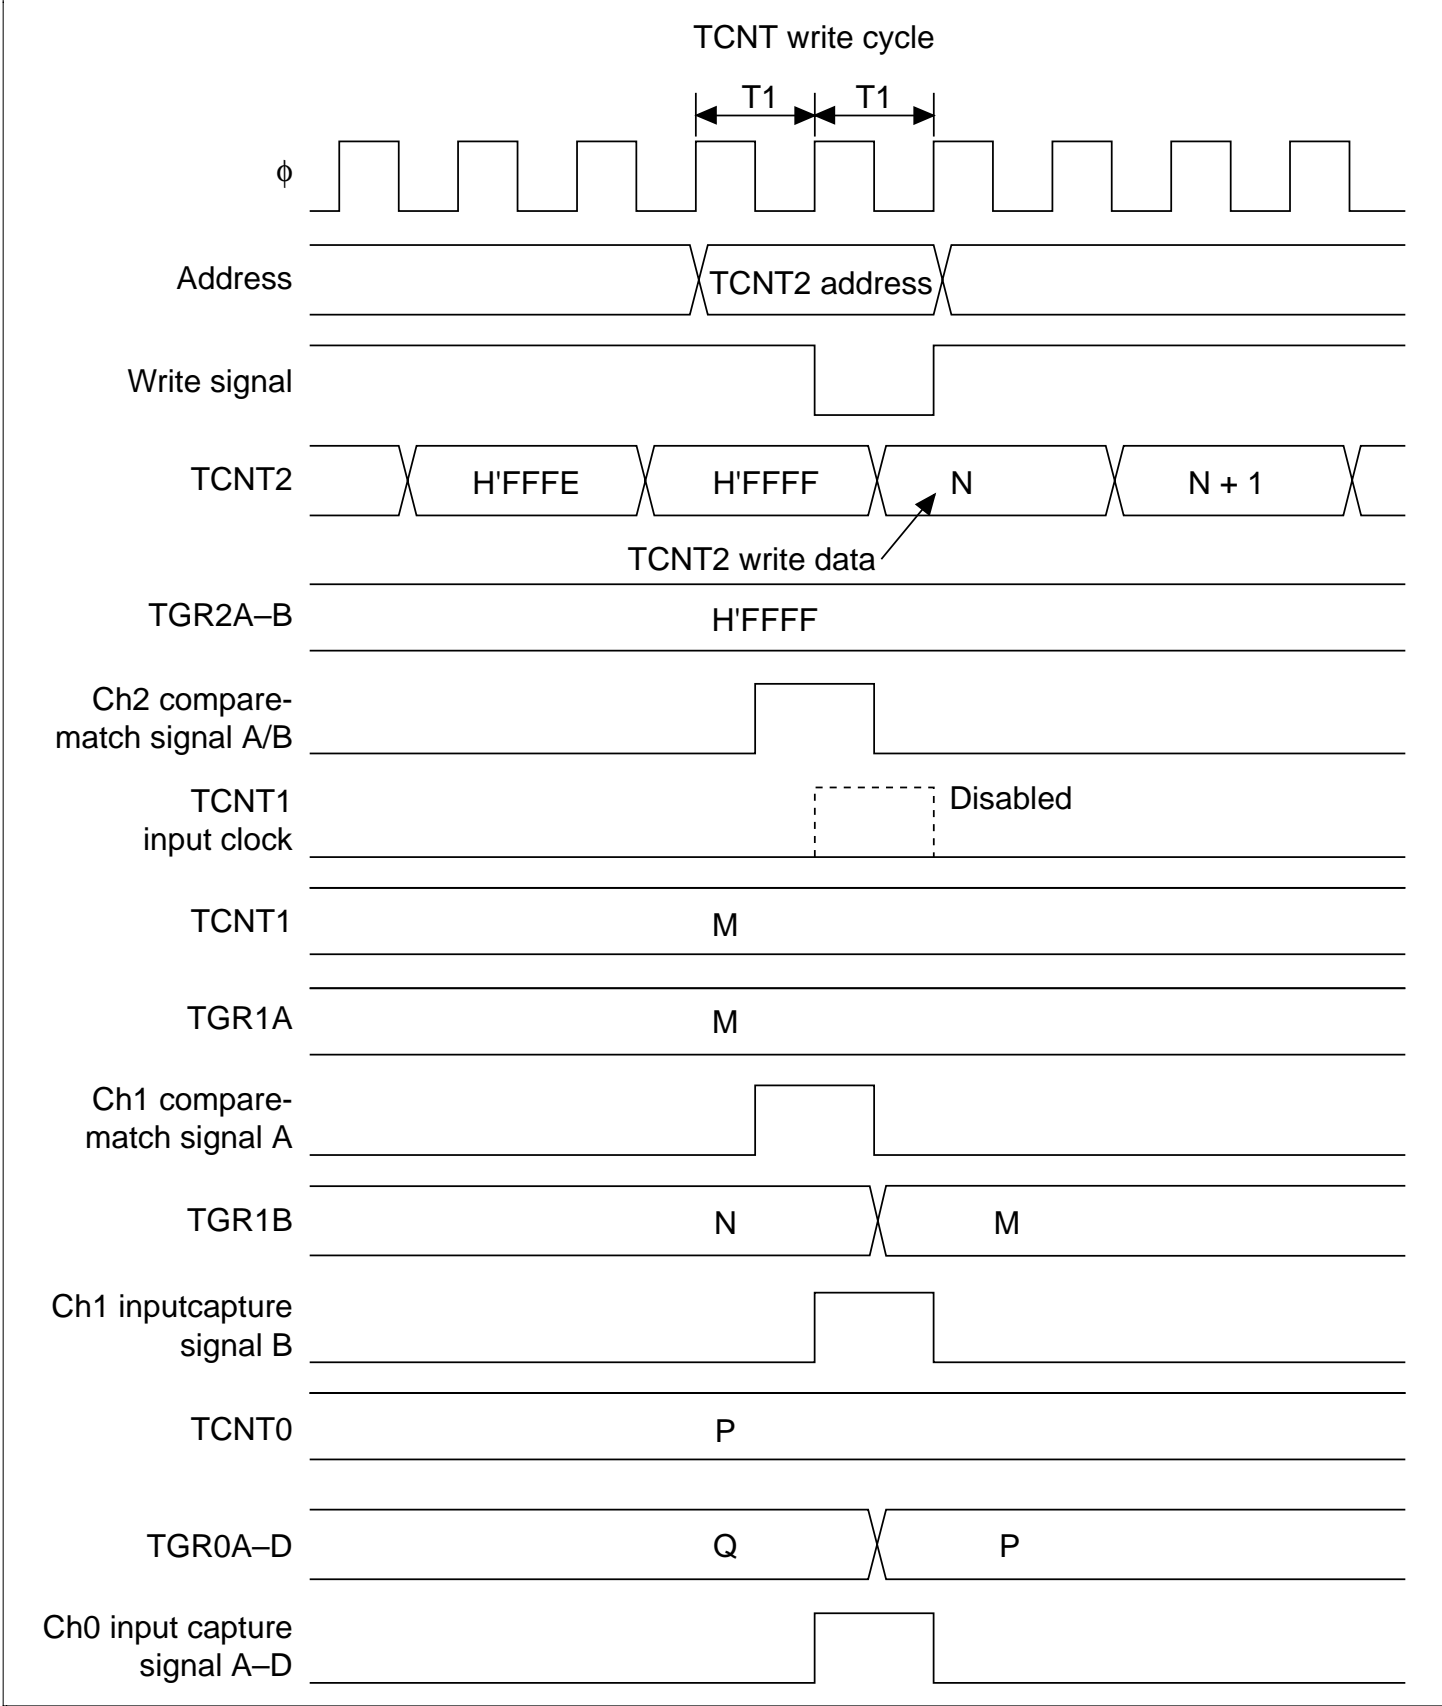 TCNT write cycle
T1 T1
ϕ
Address
TCNT2 address
Write signal
TCNT2
H'FFFE H'FFFF N N + 1
TCNT2 write data
TGR2A–B
H'FFFF
Ch2 compare-
match signal A/B
TCNT1
input clock
Disabled
TCNT1
M
TGR1A
M
Ch1 compare-
match signal A
TGR1B
N M
Ch1 inputcapture
signal B
TCNT0
P
TGR0A–D
Q P
Ch0 input capture
signal A–D